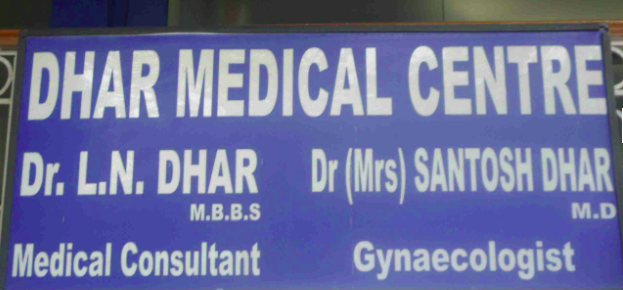 DHAR MEDICAL CENTRE
Dr. L.N. DHAR Dr (Mrs) SANTOSH DHAR
M.B.B.S M.D
Medical Consultant Gynaecologist